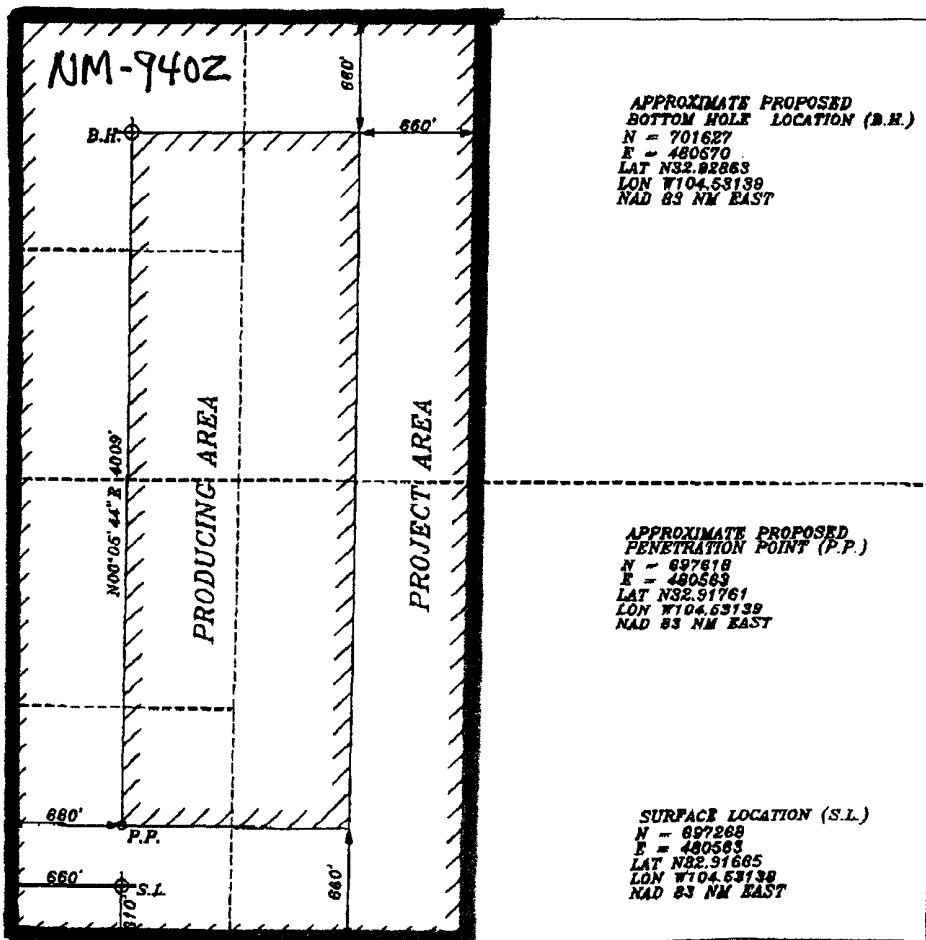 NM-9402
660'
660'
B.H.
APPROXIMATE PROPOSED
BOTTOM HOLE LOCATION (B.H.)
N = 701627
E = 480570
LAT N32.92863
LON W104.53139
NAD 83 NM EAST
N00°05'44"E 4009'
PRODUCING AREA
PROJECT AREA
APPROXIMATE PROPOSED
PENETRATION POINT (P.P.)
N = 697618
E = 480563
LAT N32.91761
LON W104.53139
NAD 83 NM EAST
660'
P.P.
660'
S.L.
310'
660'
SURFACE LOCATION (S.L.)
N = 697268
E = 480563
LAT N32.91665
LON W104.53139
NAD 83 NM EAST